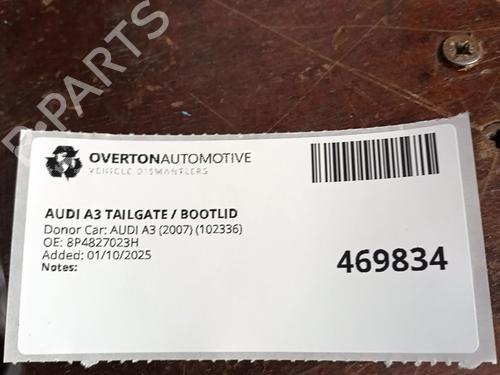 OVERTONAUTOMOTIVE
VEHICLE DISMANTLERS
AUDI A3 TAILGATE / BOOTLID
Donor Car: AUDI A3 (2007) (102336)
OE: 8P4827023H
Added: 01/10/2025
Notes:
469834
B-Parts